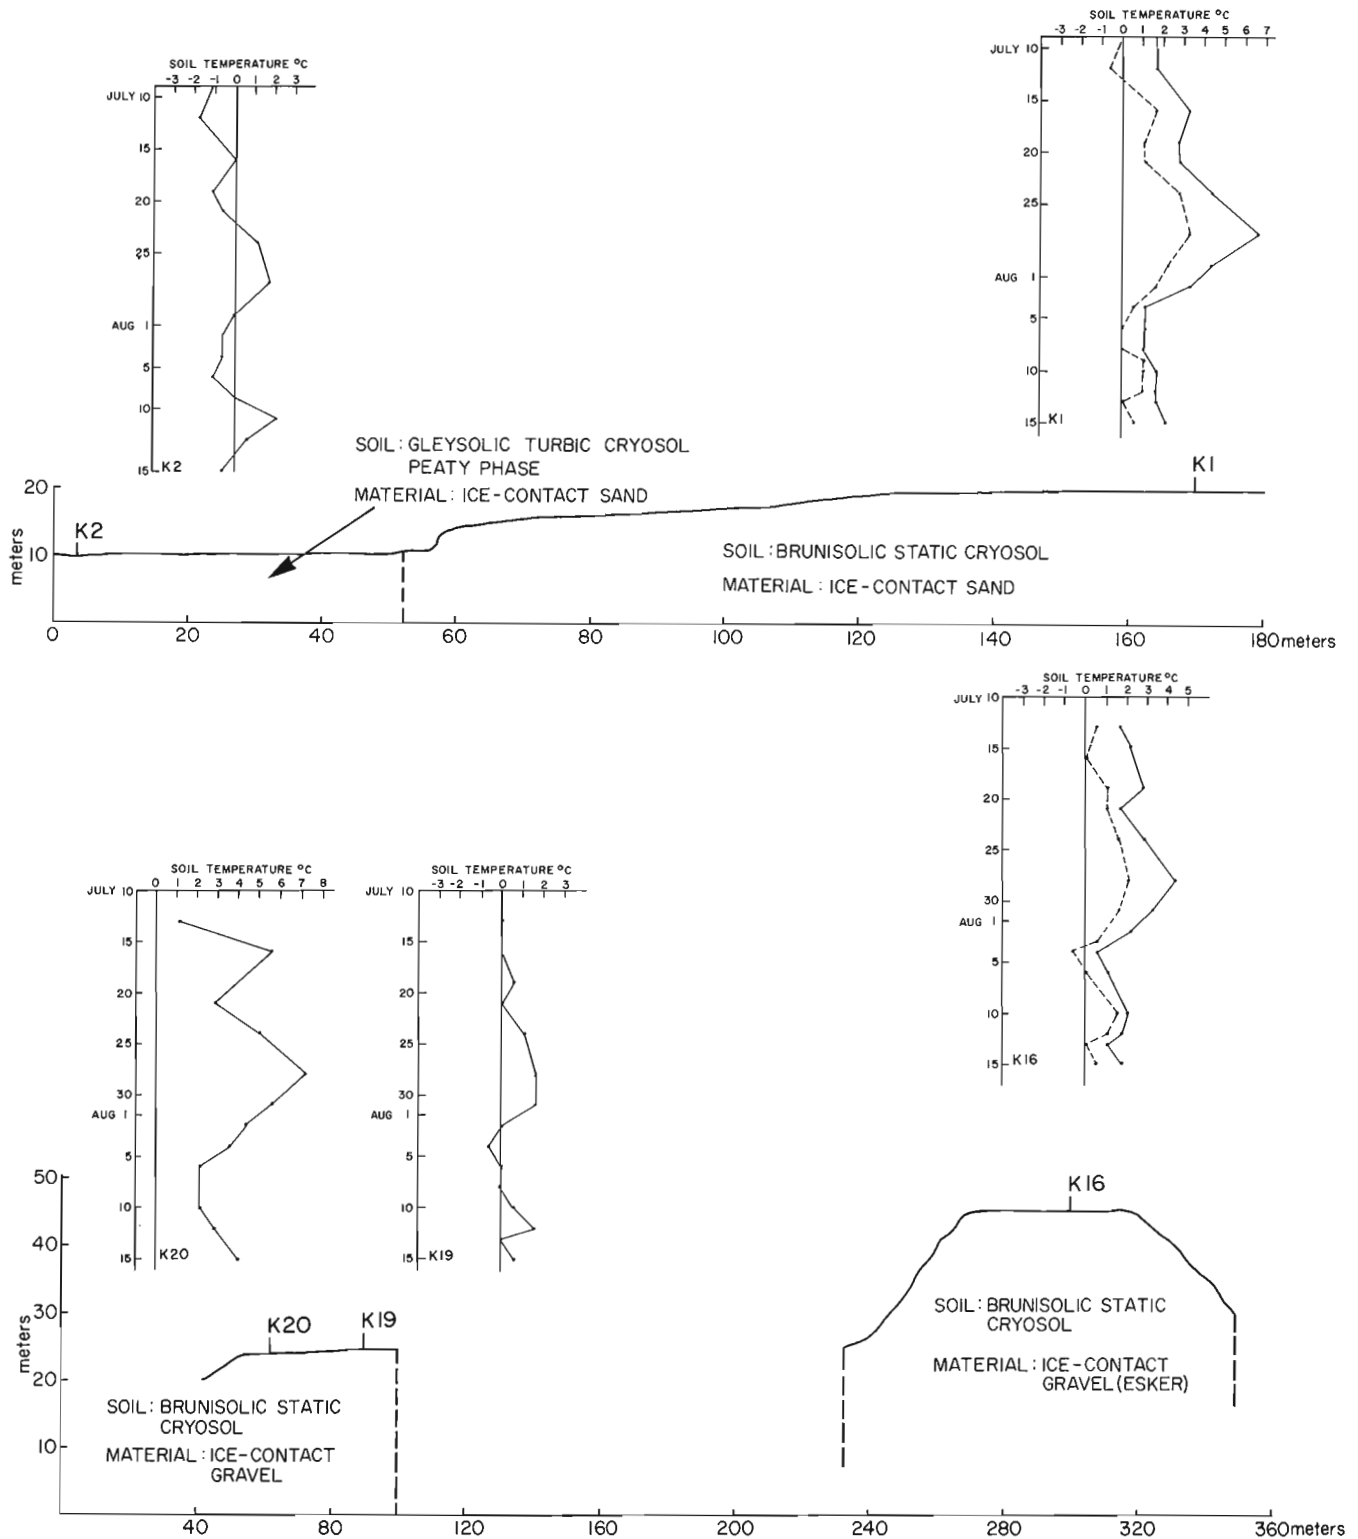 SOIL TEMPERATURE °C
-3 -2 -1 0 1 2 3
JULY 10
15
20
25
AUG 1
5
10
15
K2
SOIL TEMPERATURE °C
-3 -2 -1 0 1 2 3 4 5 6 7
JULY 10
15
20
25
AUG 1
5
10
15
K1
SOIL: GLEYSOLIC TURBIC CRYOSOL
PEATY PHASE
MATERIAL: ICE-CONTACT SAND
K1
20
K2
10
meters
SOIL: BRUNISOLIC STATIC CRYOSOL
MATERIAL: ICE-CONTACT SAND
0 20 40 60 80 100 120 140 160 180 meters
SOIL TEMPERATURE °C
-3 -2 -1 0 1 2 3 4 5
JULY 10
15
20
25
30
AUG 1
5
10
15
K16
SOIL TEMPERATURE °C
0 1 2 3 4 5 6 7 8
JULY 10
15
20
25
30
AUG 1
5
10
15
K20
SOIL TEMPERATURE °C
-3 -2 -1 0 1 2 3
JULY 10
15
20
25
30
AUG 1
5
10
15
K19
50
40
30
20
10
meters
K20
K19
K16
SOIL: BRUNISOLIC STATIC
CRYOSOL
MATERIAL: ICE-CONTACT
GRAVEL
SOIL: BRUNISOLIC STATIC
CRYOSOL
MATERIAL: ICE-CONTACT
GRAVEL (ESKER)
40 80 120 160 200 240 280 320 360 meters